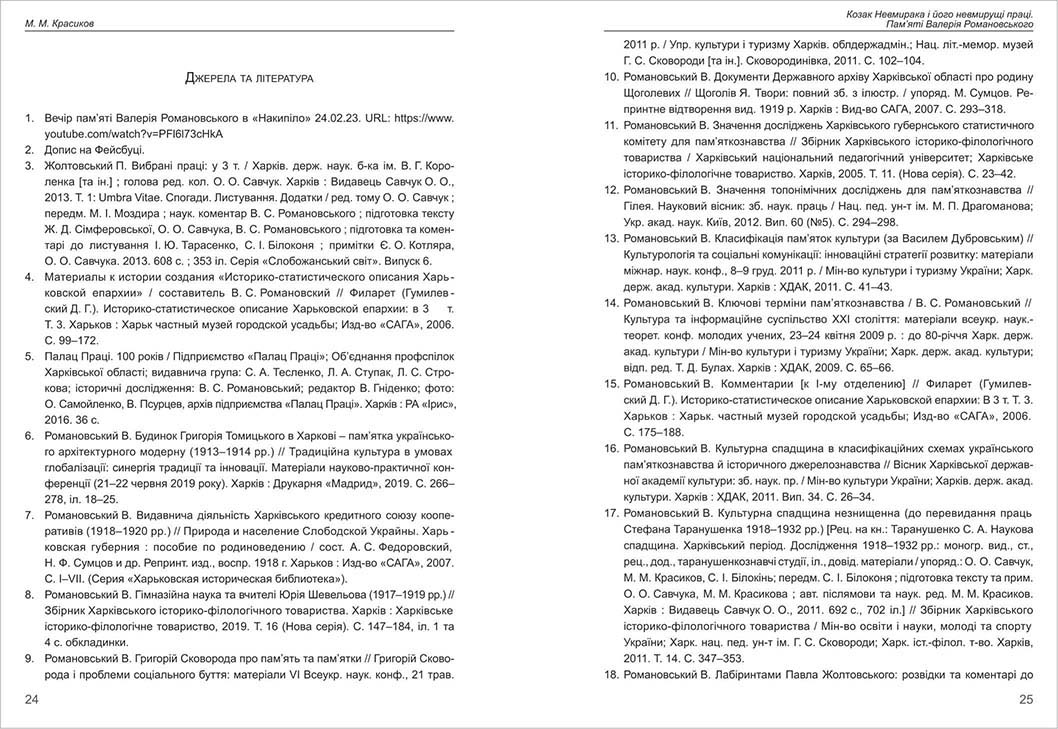 М. М. Красиков
ДЖЕРЕЛА ТА ЛІТЕРАТУРА
1. Вечір пам’яті Валерія Романовського в «Накипіло» 24.02.23. URL: https://www.
youtube.com/watch?v=PFl6l73cHkA
2. Допис на Фейсбуці.
3. Жолтовський П. Вибрані праці: у 3 т. / Харків. держ. наук. б-ка ім. В. Г. Коро-
ленка [та ін.] ; голова ред. кол. О. О. Савчук. Харків : Видавець Савчук О. О.,
2013. Т. 1: Umbra Vitae. Спогади. Листування. Додатки / ред. тому О. О. Савчук ;
передм. М. І. Моздира ; наук. коментар В. С. Романовського ; підготовка тексту
Ж. Д. Сімферовської, О. О. Савчука, В. С. Романовського ; підготовка та комен-
тарі до листування І. Ю. Тарасенко, С. І. Білоконя ; примітки Є. О. Котляра,
О. О. Савчука. 2013. 608 с. ; 353 іл. Серія «Слобожанський світ». Випуск 6.
4. Материалы к истории создания «Историко-статистического описания Харь-
ковской епархии» / составитель В. С. Романовский // Филарет (Гумилев-
ский Д. Г.). Историко-статистическое описание Харьковской епархии: в 3 т.
Т. 3. Харьков : Харьк частный музей городской усадьбы; Изд-во «САГА», 2006.
С. 99–172.
5. Палац Праці. 100 років / Підприємство «Палац Праці»; Об’єднання профспілок
Харківської області; видавнича група: С. А. Тесленко, Л. А. Ступак, Л. С. Стро-
кова; історичні дослідження: В. С. Романовський; редактор В. Гніденко; фото:
О. Самойленко, В. Псурцев, архів підприємства «Палац Праці». Харків : РА «Ірис»,
2016. 36 с.
6. Романовський В. Будинок Григорія Томицького в Харкові – пам’ятка українсько-
го архітектурного модерну (1913–1914 рр.) // Традиційна культура в умовах
глобалізації: синергія традиції та інновації. Матеріали науково-практичної кон-
ференції (21–22 червня 2019 року). Харків : Друкарня «Мадрид», 2019. С. 266–
278, іл. 18–25.
7. Романовський В. Видавнича діяльність Харківського кредитного союзу коопе-
ративів (1918–1920 рр.) // Природа и население Слободской Украйны. Харь-
ковская губерния : пособие по родиноведению / сост. А. С. Федоровский,
Н. Ф. Сумцов и др. Репринт. изд., воспр. 1918 г. Харьков : Изд-во «САГА», 2007.
С. I–VII. (Серия «Харьковская историческая библиотека»).
8. Романовський В. Гімназійна наука та вчителі Юрія Шевельова (1917–1919 рр.) //
Збірник Харківського історико-філологічного товариства. Харків : Харківське
історико-філологічне товариство, 2019. Т. 16 (Нова серія). С. 147–184, іл. 1 та
4 с. обкладинки.
9. Романовський В. Григорій Сковорода про пам’ять та пам’ятки // Григорій Сково-
рода і проблеми соціального буття: матеріали VI Всеукр. наук. конф., 21 трав.
24
Козак Невмирака і його невмирущі праці.
Пам’яті Валерія Романовського
2011 р. / Упр. культури і туризму Харків. облдержадмін.; Нац. літ.-мемор. музей
Г. С. Сковороди [та ін.]. Сковородинівка, 2011. С. 102–104.
10. Романовський В. Документи Державного архіву Харківської області про родину
Щоголевих // Щоголів Я. Твори: повний зб. з ілюстр. / упоряд. М. Сумцов. Ре-
принтне відтворення вид. 1919 р. Харків : Вид-во САГА, 2007. С. 293–318.
11. Романовський В. Значення досліджень Харківського губернського статистичного
комітету для пам’яткознавства // Збірник Харківського історико-філологічного
товариства / Харківський національний педагогічний університет; Харківське
історико-філологічне товариство. Харків, 2005. Т. 11. (Нова серія). С. 23–42.
12. Романовський В. Значення топонімічних досліджень для пам’яткознавства //
Гілея. Науковий вісник: зб. наук. праць / Нац. пед. ун-т ім. М. П. Драгоманова;
Укр. акад. наук. Київ, 2012. Вип. 60 (№5). С. 294–298.
13. Романовський В. Класифікація пам’яток культури (за Василем Дубровським) //
Культурологія та соціальні комунікації: інноваційні стратегії розвитку: матеріали
міжнар. наук. конф., 8–9 груд. 2011 р. / Мін-во культури і туризму України; Харк.
держ. акад. культури. Харків : ХДАК, 2011. С. 41–43.
14. Романовський В. Ключові терміни пам’яткознавства / В. С. Романовський //
Культура та інформаційне суспільство XXI століття: матеріали всеукр. наук.-
теорет. конф. молодих учених, 23–24 квітня 2009 р. : до 80-річчя Харк. держ.
акад. культури / Мін-во культури і туризму України; Харк. держ. акад. культури;
відп. ред. Т. Д. Булах. Харків : ХДАК, 2009. С. 65–66.
15. Романовський В. Комментарии [к І-му отделению] // Филарет (Гумилев-
ский Д. Г.). Историко-статистическое описание Харьковской епархии: В 3 т. Т. 3.
Харьков : Харьк. частный музей городской усадьбы; Изд-во «САГА», 2006.
С. 175–188.
16. Романовський В. Культурна спадщина в класифікаційних схемах українського
пам’яткознавства й історичного джерелознавства // Вісник Харківської держав-
ної академії культури: зб. наук. пр. / Мін-во культури України; Харків. держ. акад.
культури. Харків : ХДАК, 2011. Вип. 34. С. 26–34.
17. Романовський В. Культурна спадщина незнищенна (до перевидання праць
Стефана Таранушенка 1918–1932 рр.) [Рец. на кн.: Таранушенко С. А. Наукова
спадщина. Харківський період. Дослідження 1918–1932 рр.: моногр. вид., ст.,
рец., дод., таранушенкознавчі студії, іл., довід. матеріали / упоряд.: О. О. Савчук,
М. М. Красиков, С. І. Білокінь; передм. С. І. Білоконя ; підготовка тексту та прим.
О. О. Савчука, М. М. Красикова ; авт. післямови та наук. ред. М. М. Красиков.
Харків : Видавець Савчук О. О., 2011. 692 с., 702 іл.] // Збірник Харківського
історико-філологічного товариства / Мін-во освіти і науки, молоді та спорту
України; Харк. нац. пед. ун-т ім. Г. С. Сковороди; Харк. іст.-філол. т-во. Харків,
2011. Т. 14. С. 347–353.
18. Романовський В. Лабіринтами Павла Жолтовського: розвідки та коментарі до
25